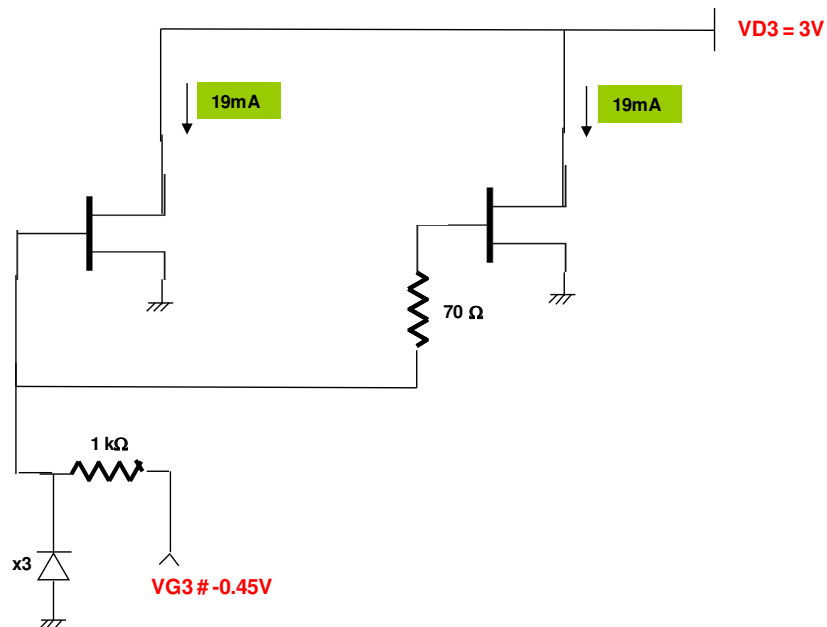 VD3 = 3V
19mA
19mA
70 Ω
1 kΩ
x3
VG3 # -0.45V